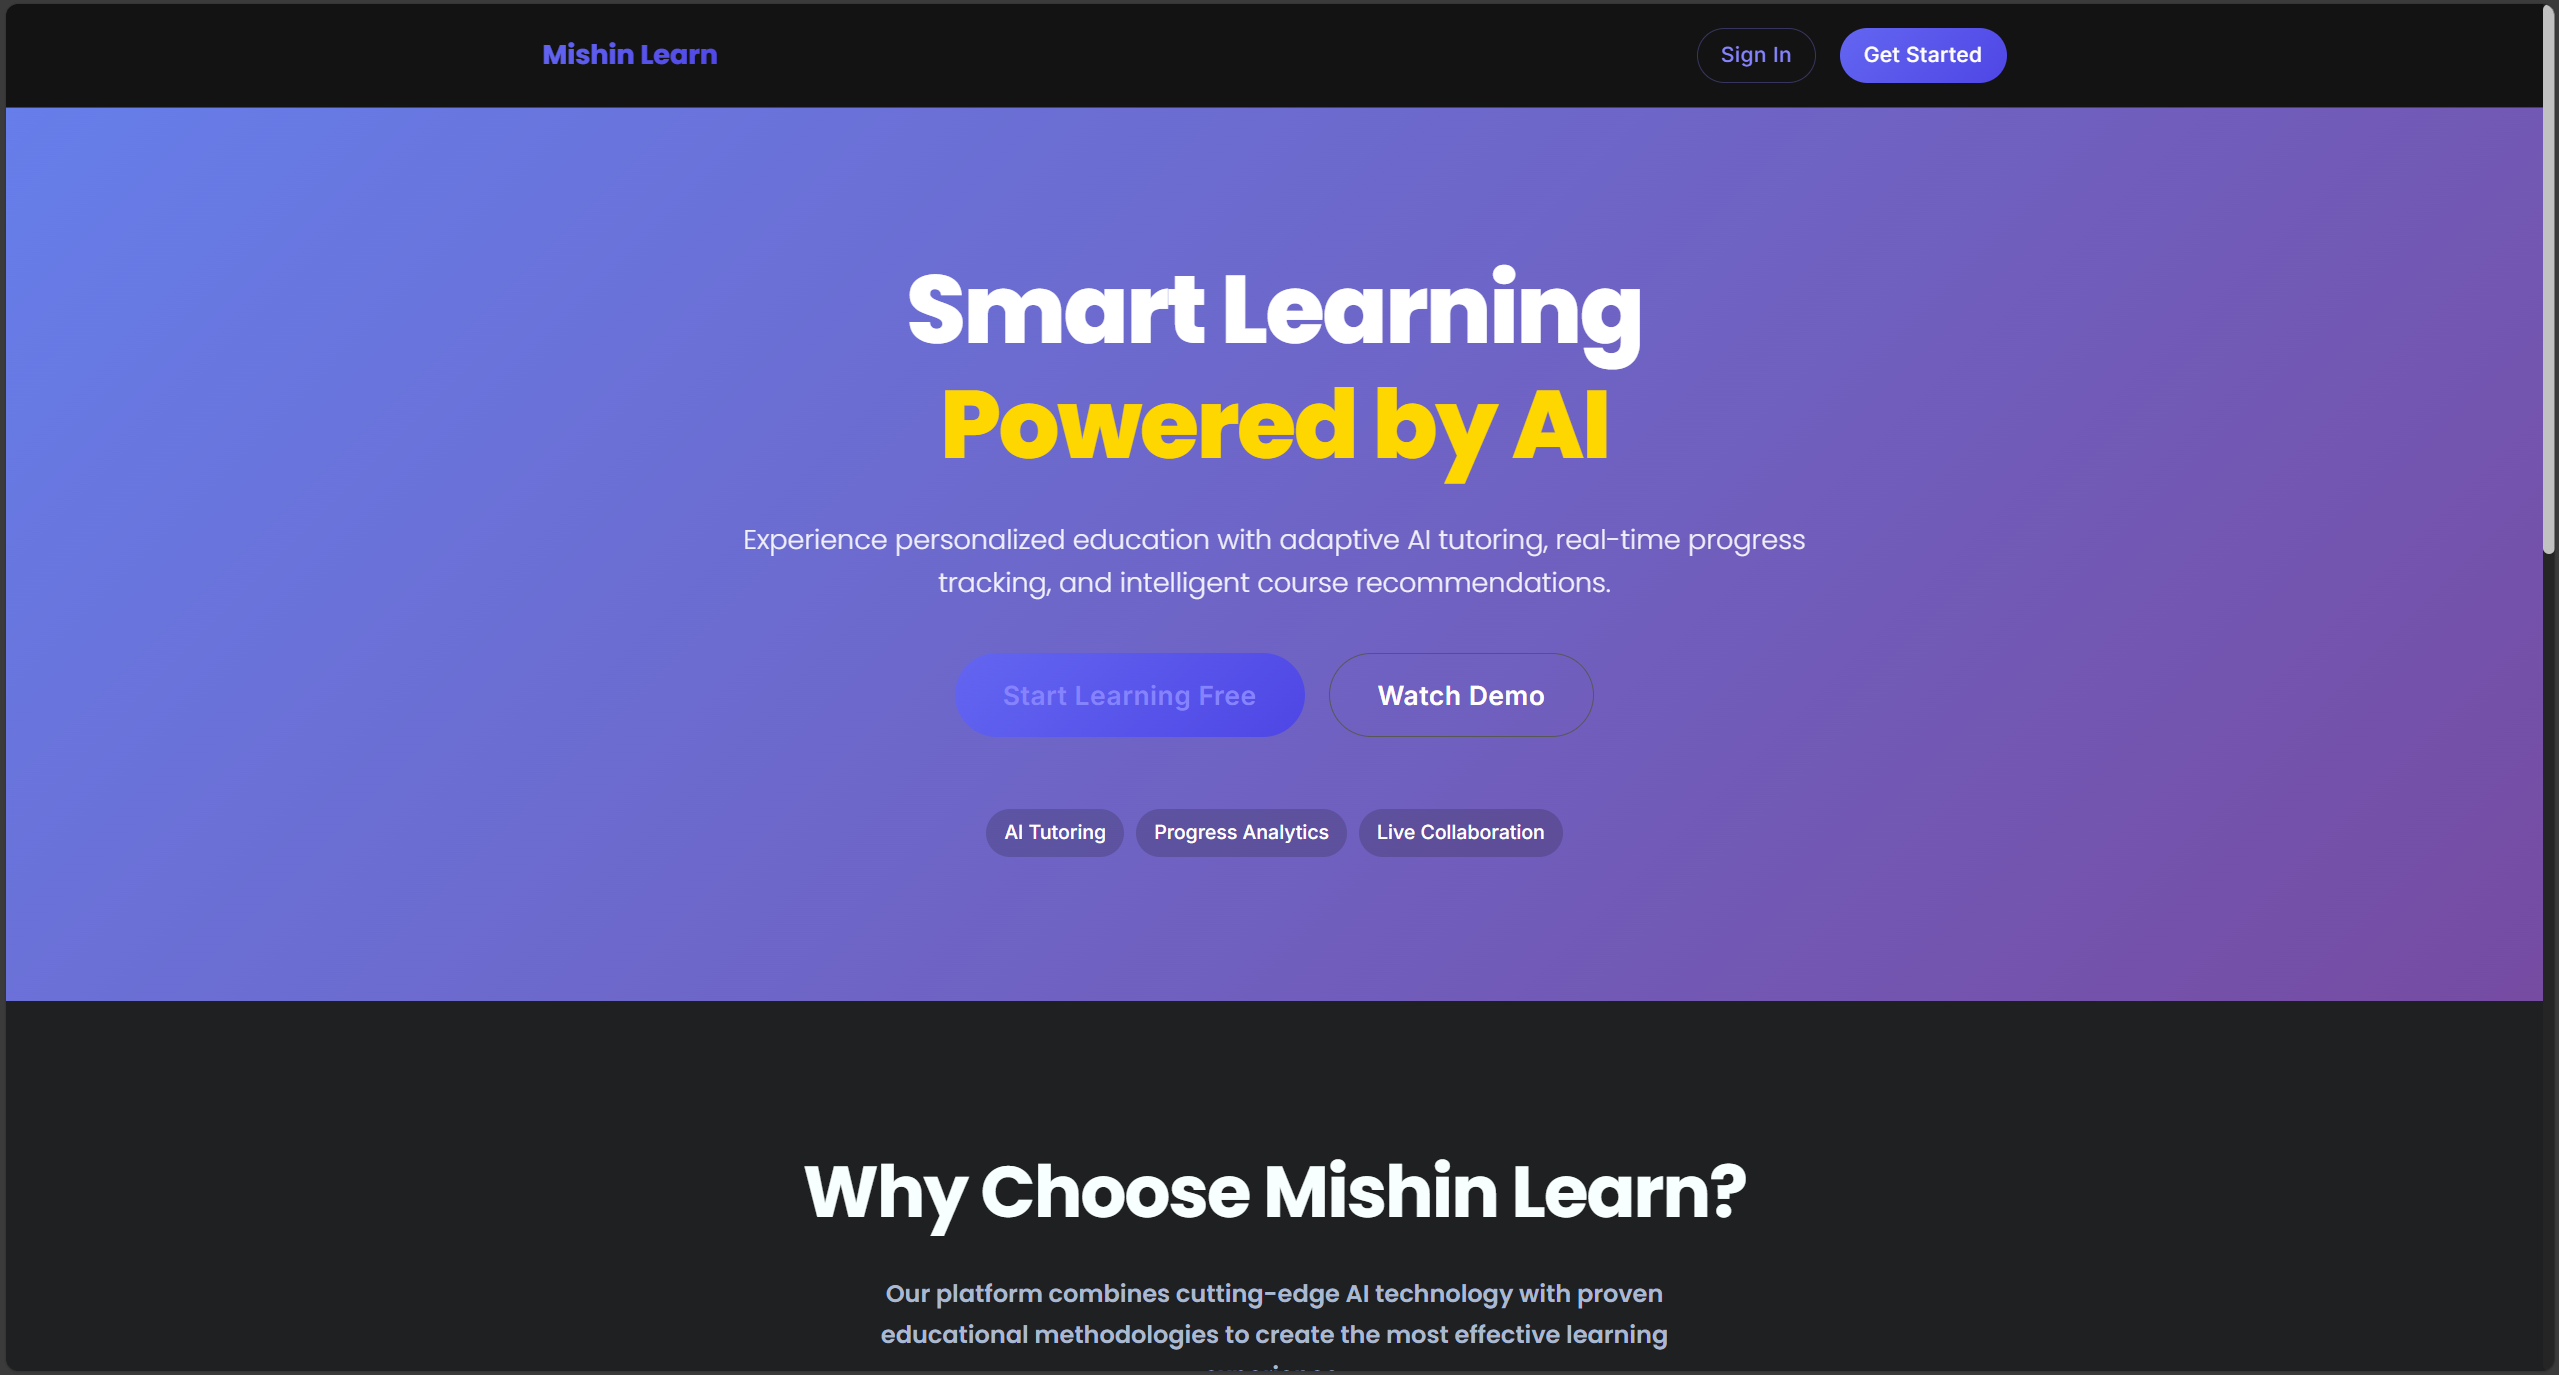 Mishin Learn
Sign In
Get Started
Smart Learning
Powered by AI
Experience personalized education with adaptive AI tutoring, real-time progress
tracking, and intelligent course recommendations.
Start Learning Free
Watch Demo
AI Tutoring
Progress Analytics
Live Collaboration
Why Choose Mishin Learn?
Our platform combines cutting-edge AI technology with proven
educational methodologies to create the most effective learning